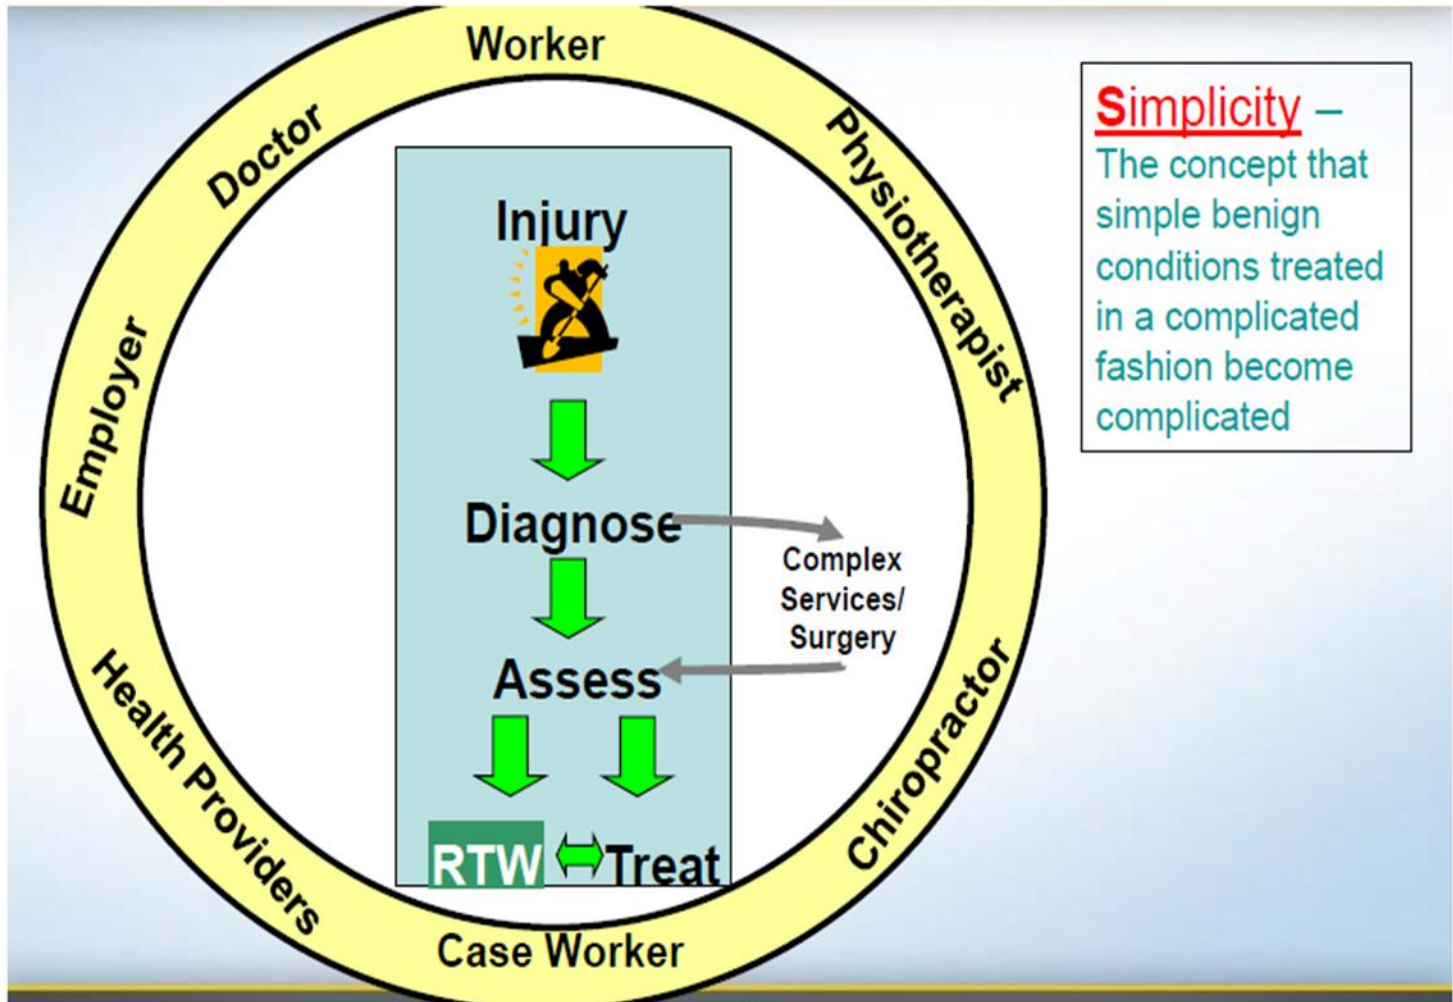 Worker
Doctor
Physiotherapist
Employer
Injury
Diagnose
Complex
Services/
Surgery
Assess
RTW
Treat
Health Providers
Chiropractor
Case Worker
Simplicity –
The concept that
simple benign
conditions treated
in a complicated
fashion become
complicated